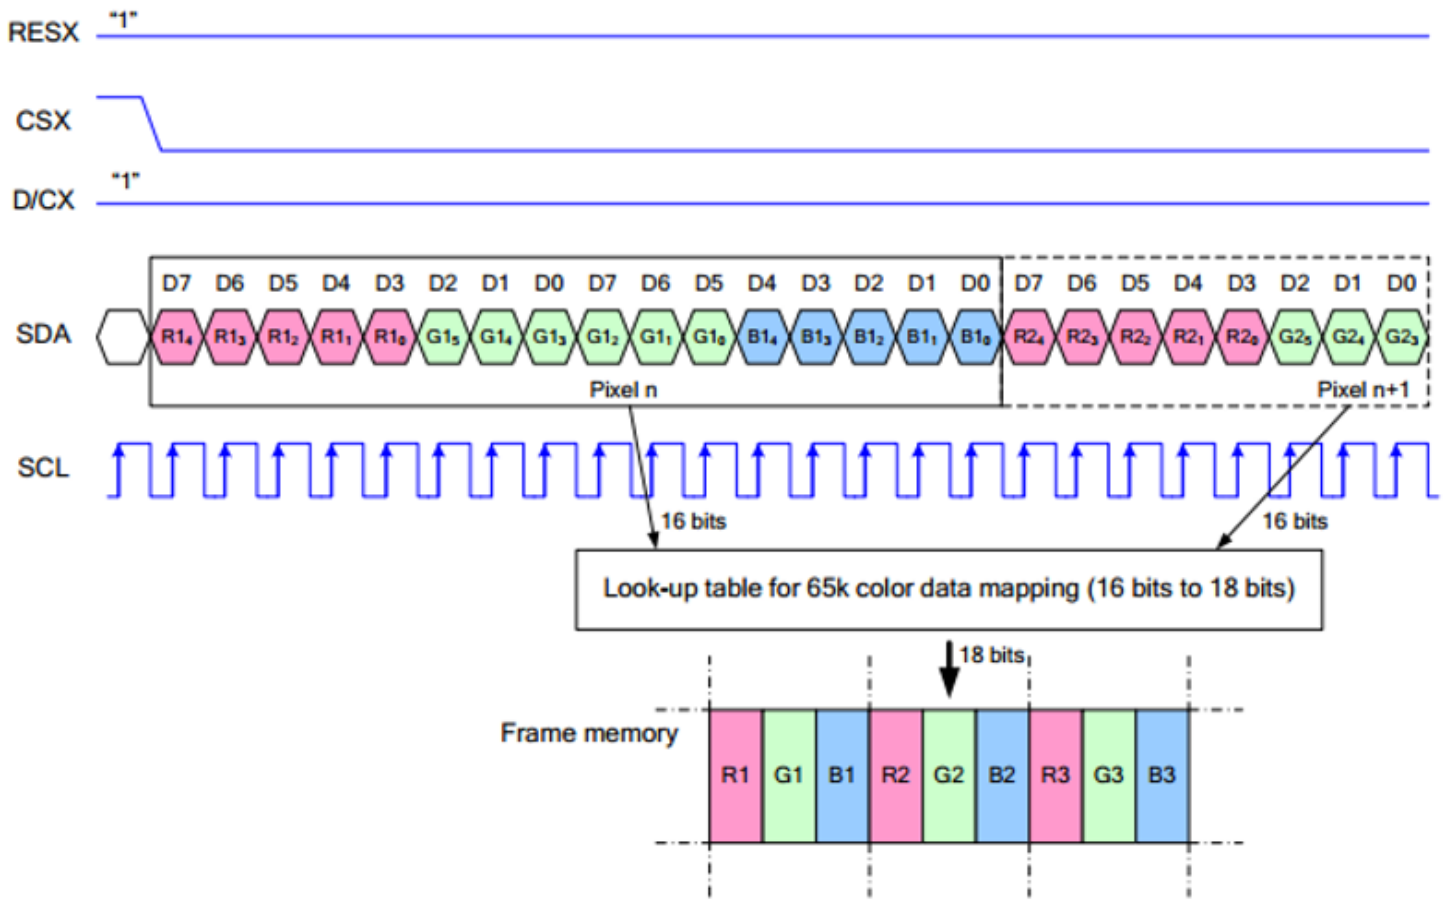 RESX "1"
CSX
D/CX "1"
D7 D6 D5 D4 D3 D2 D1 D0 D7 D6 D5 D4 D3 D2 D1 D0 D7 D6 D5 D4 D3 D2 D1 D0
SDA R1₄ R1₃ R1₂ R1₁ R1₀ G1₅ G1₄ G1₃ G1₂ G1₁ G1₀ B1₄ B1₃ B1₂ B1₁ B1₀ R2₄ R2₃ R2₂ R2₁ R2₀ G2₅ G2₄ G2₃
Pixel n Pixel n+1
SCL
16 bits 16 bits
Look-up table for 65k color data mapping (16 bits to 18 bits)
18 bits
Frame memory
R1 G1 B1 R2 G2 B2 R3 G3 B3